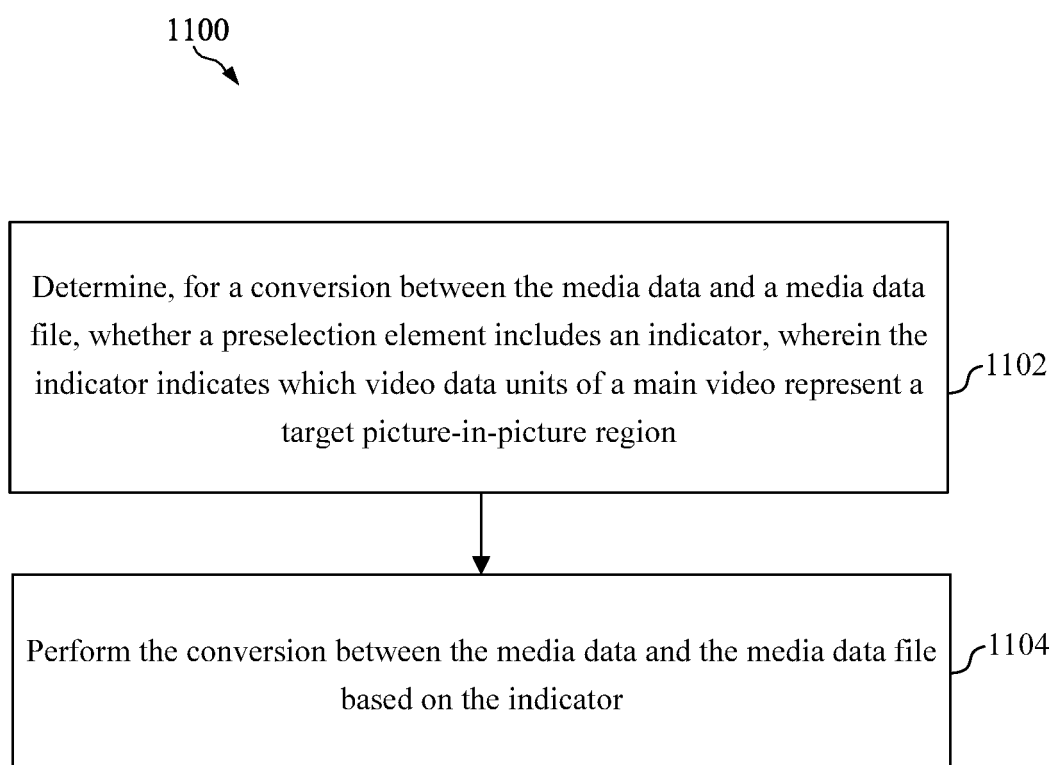 1100
Determine, for a conversion between the media data and a media data
file, whether a preselection element includes an indicator, wherein the
indicator indicates which video data units of a main video represent a
target picture-in-picture region
1102
Perform the conversion between the media data and the media data file
based on the indicator
1104